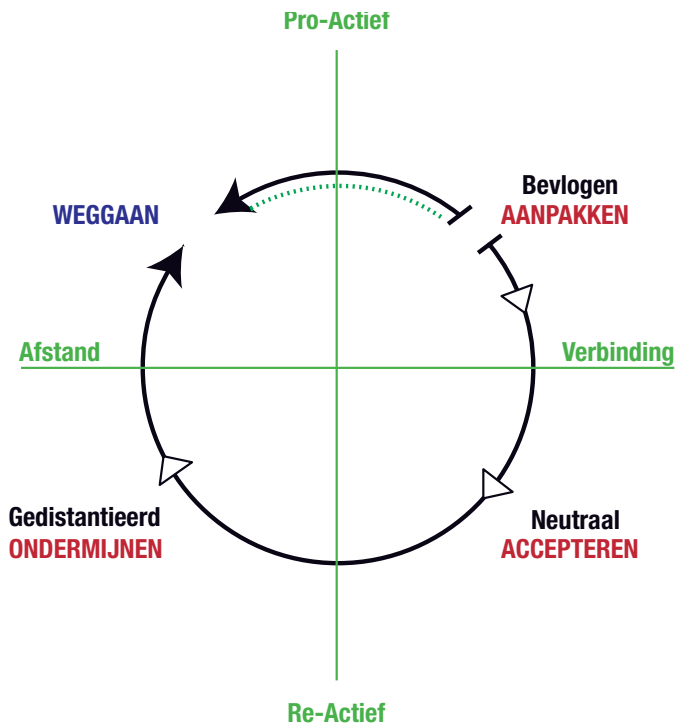 Pro-Actief
Bevlogen
WEGGAAN
AANPAKKEN
Afstand
Verbinding
Gedistantieerd
Neutraal
ONDERMIJNEN
ACCEPTEREN
Re-Actief